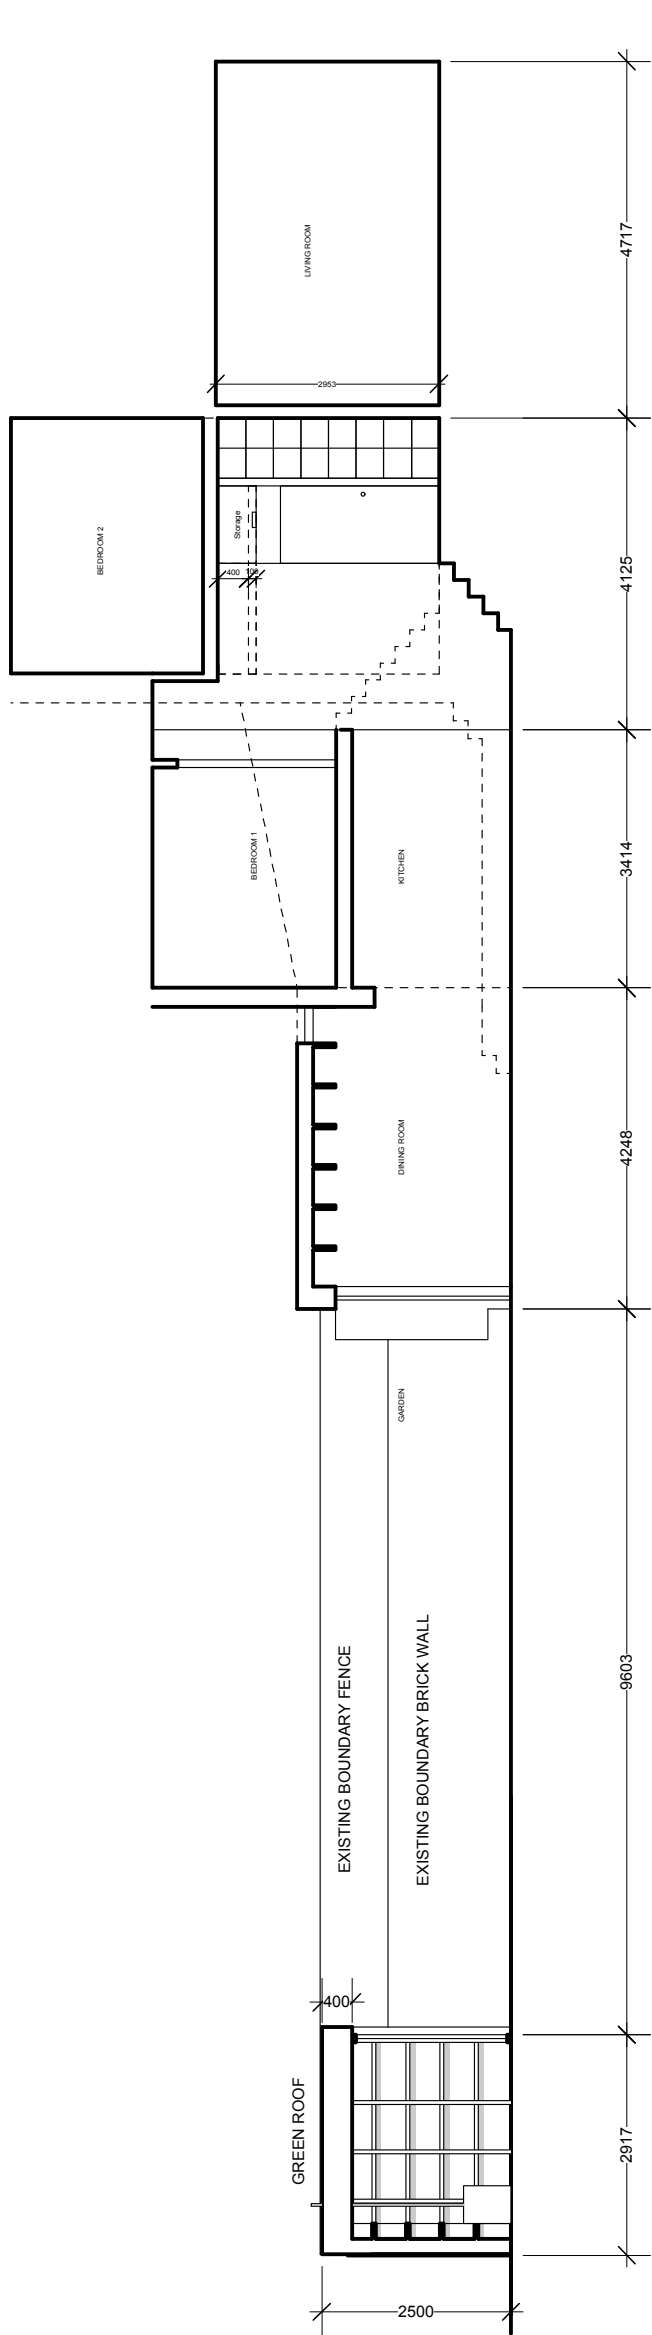 4717
LIVING ROOM
2953
BEDROOM 2
Storage
400
100
4125
BEDROOM 1
KITCHEN
3414
DINING ROOM
4248
GARDEN
EXISTING BOUNDARY FENCE
EXISTING BOUNDARY BRICK WALL
9603
400
GREEN ROOF
2917
2500